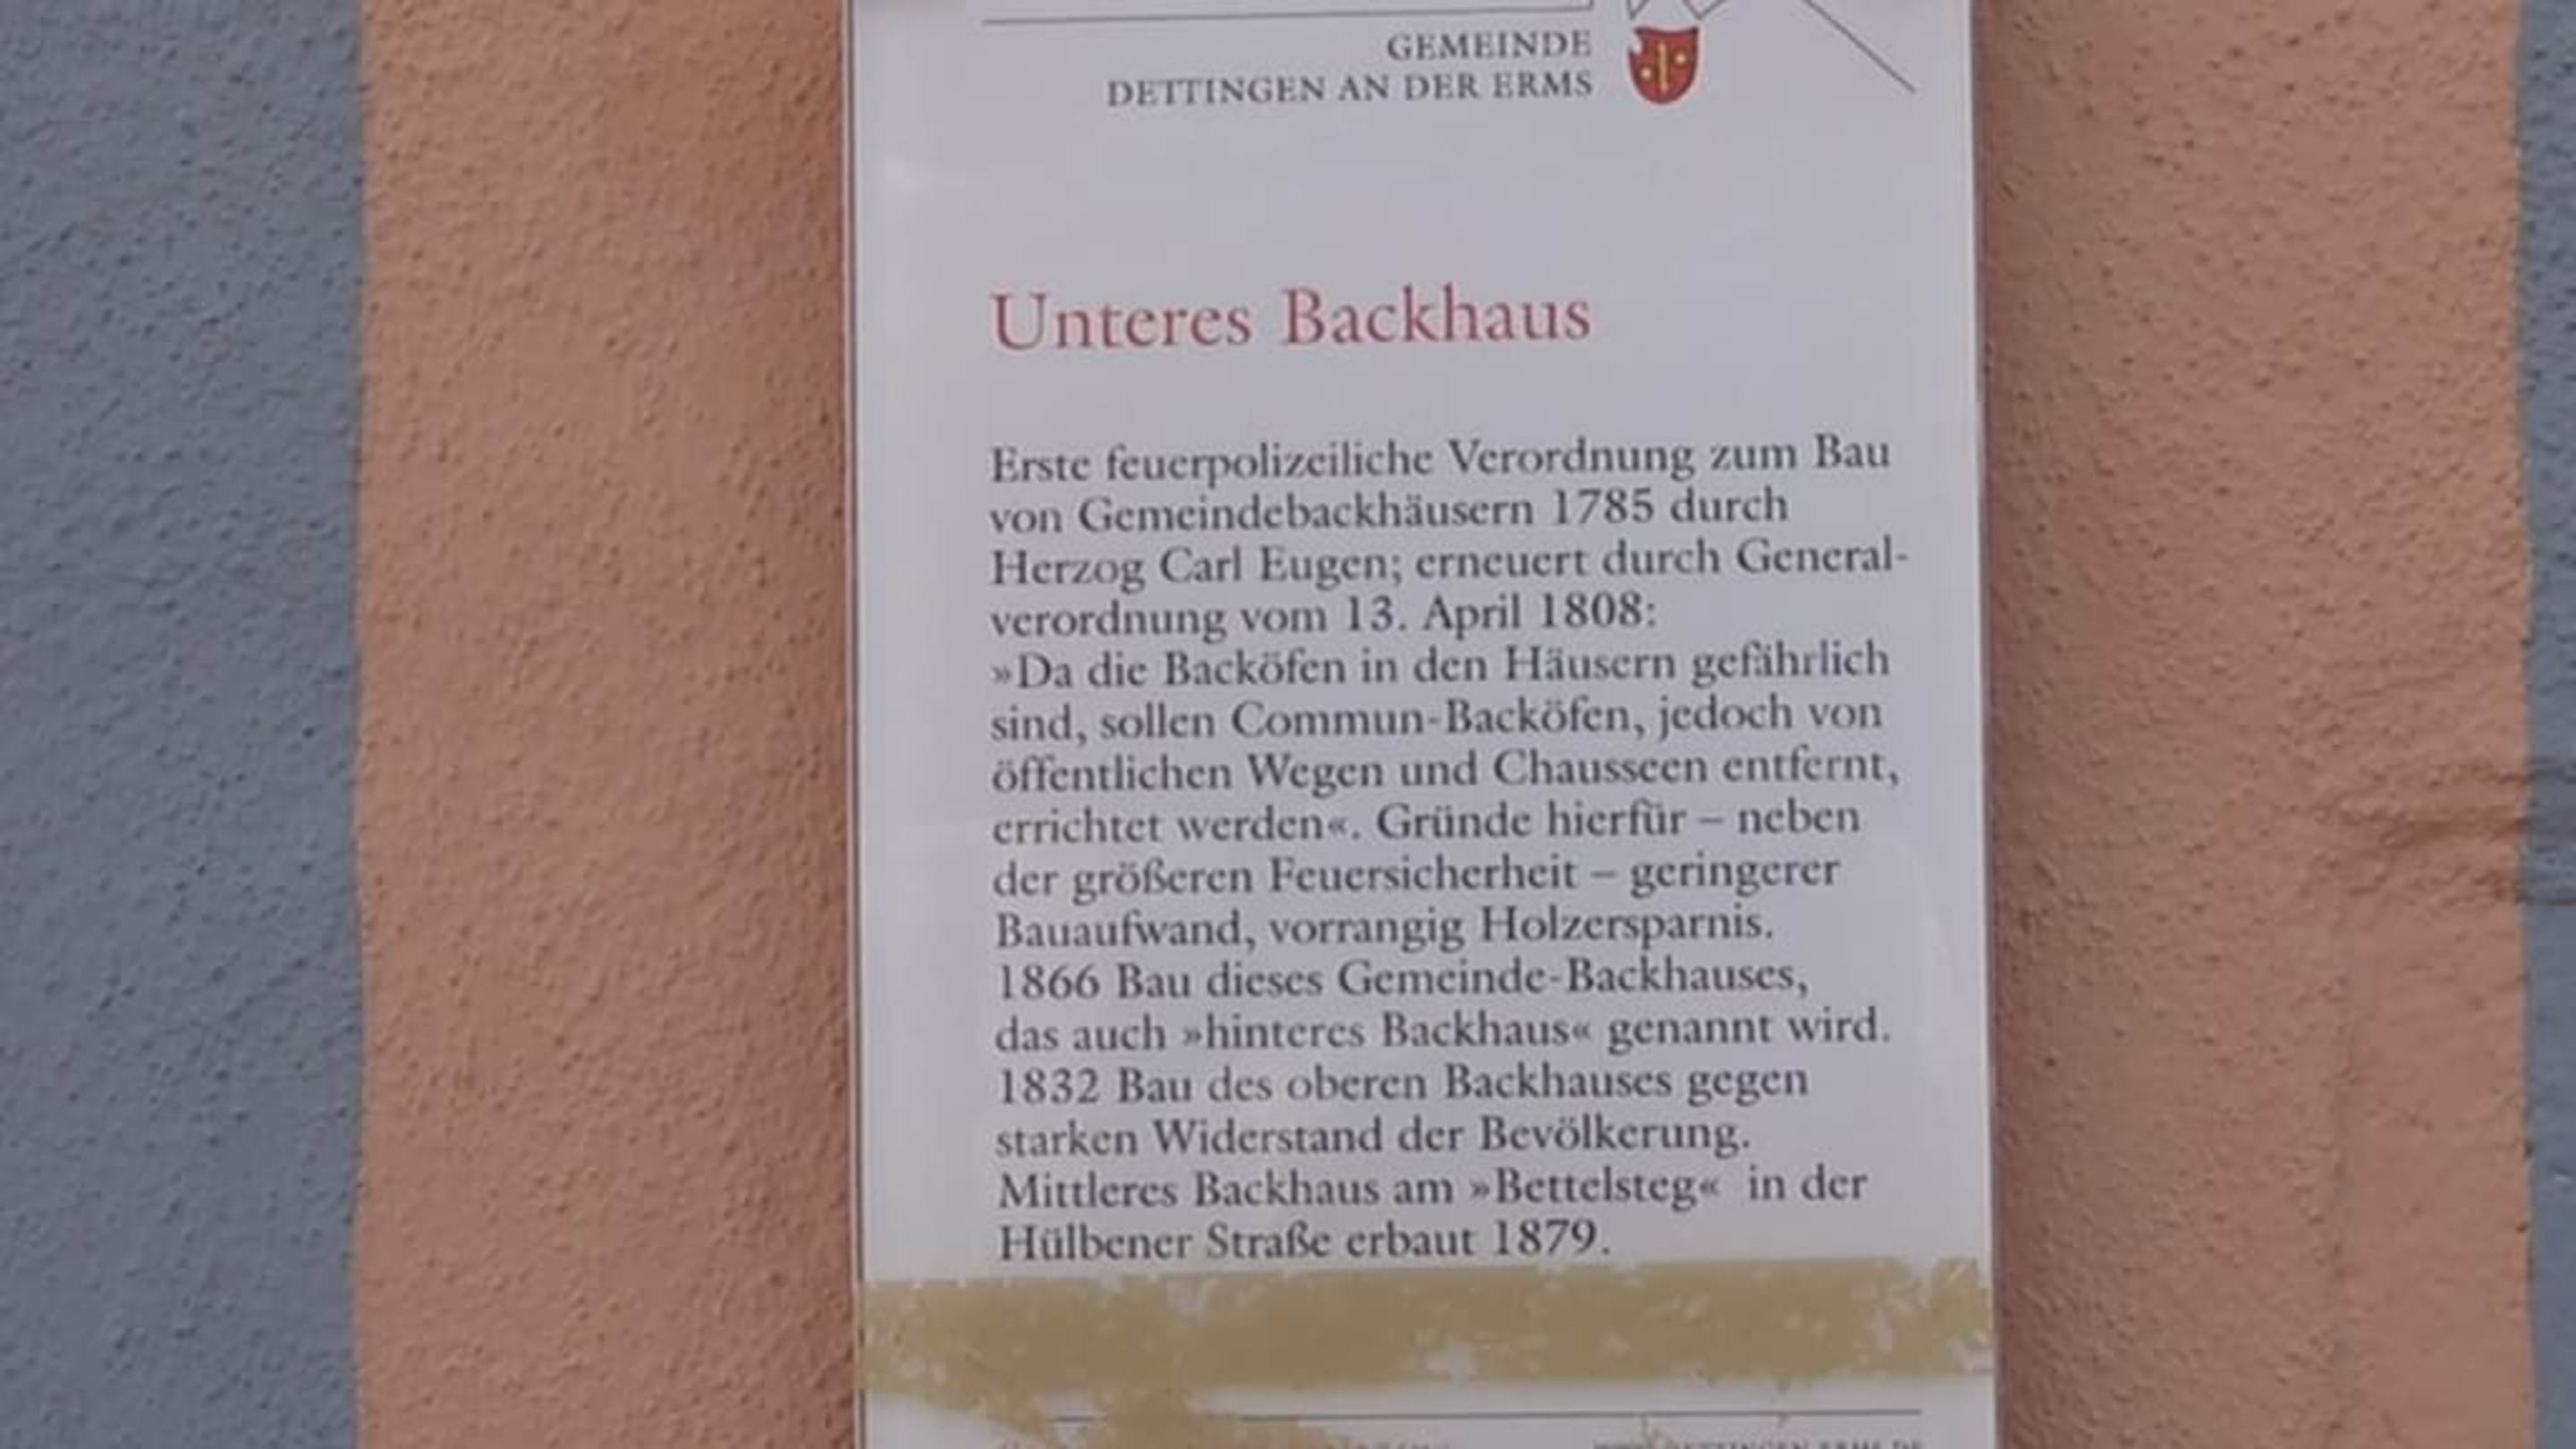 GEMEINDE
DETTINGEN AN DER ERMS
Unteres Backhaus
Erste feuerpolizeiliche Verordnung zum Bau
von Gemeindebackhäusern 1785 durch
Herzog Carl Eugen; erneuert durch General-
verordnung vom 13. April 1808:
»Da die Backöfen in den Häusern gefährlich
sind, sollen Commun-Backöfen, jedoch von
öffentlichen Wegen und Chausseen entfernt,
errichtet werden«. Gründe hierfür – neben
der größeren Feuersicherheit – geringerer
Bauaufwand, vorrangig Holzersparnis.
1866 Bau dieses Gemeinde-Backhauses,
das auch »hinteres Backhaus« genannt wird.
1832 Bau des oberen Backhauses gegen
starken Widerstand der Bevölkerung.
Mittleres Backhaus am »Bettelsteg« in der
Hülbener Straße erbaut 1879.